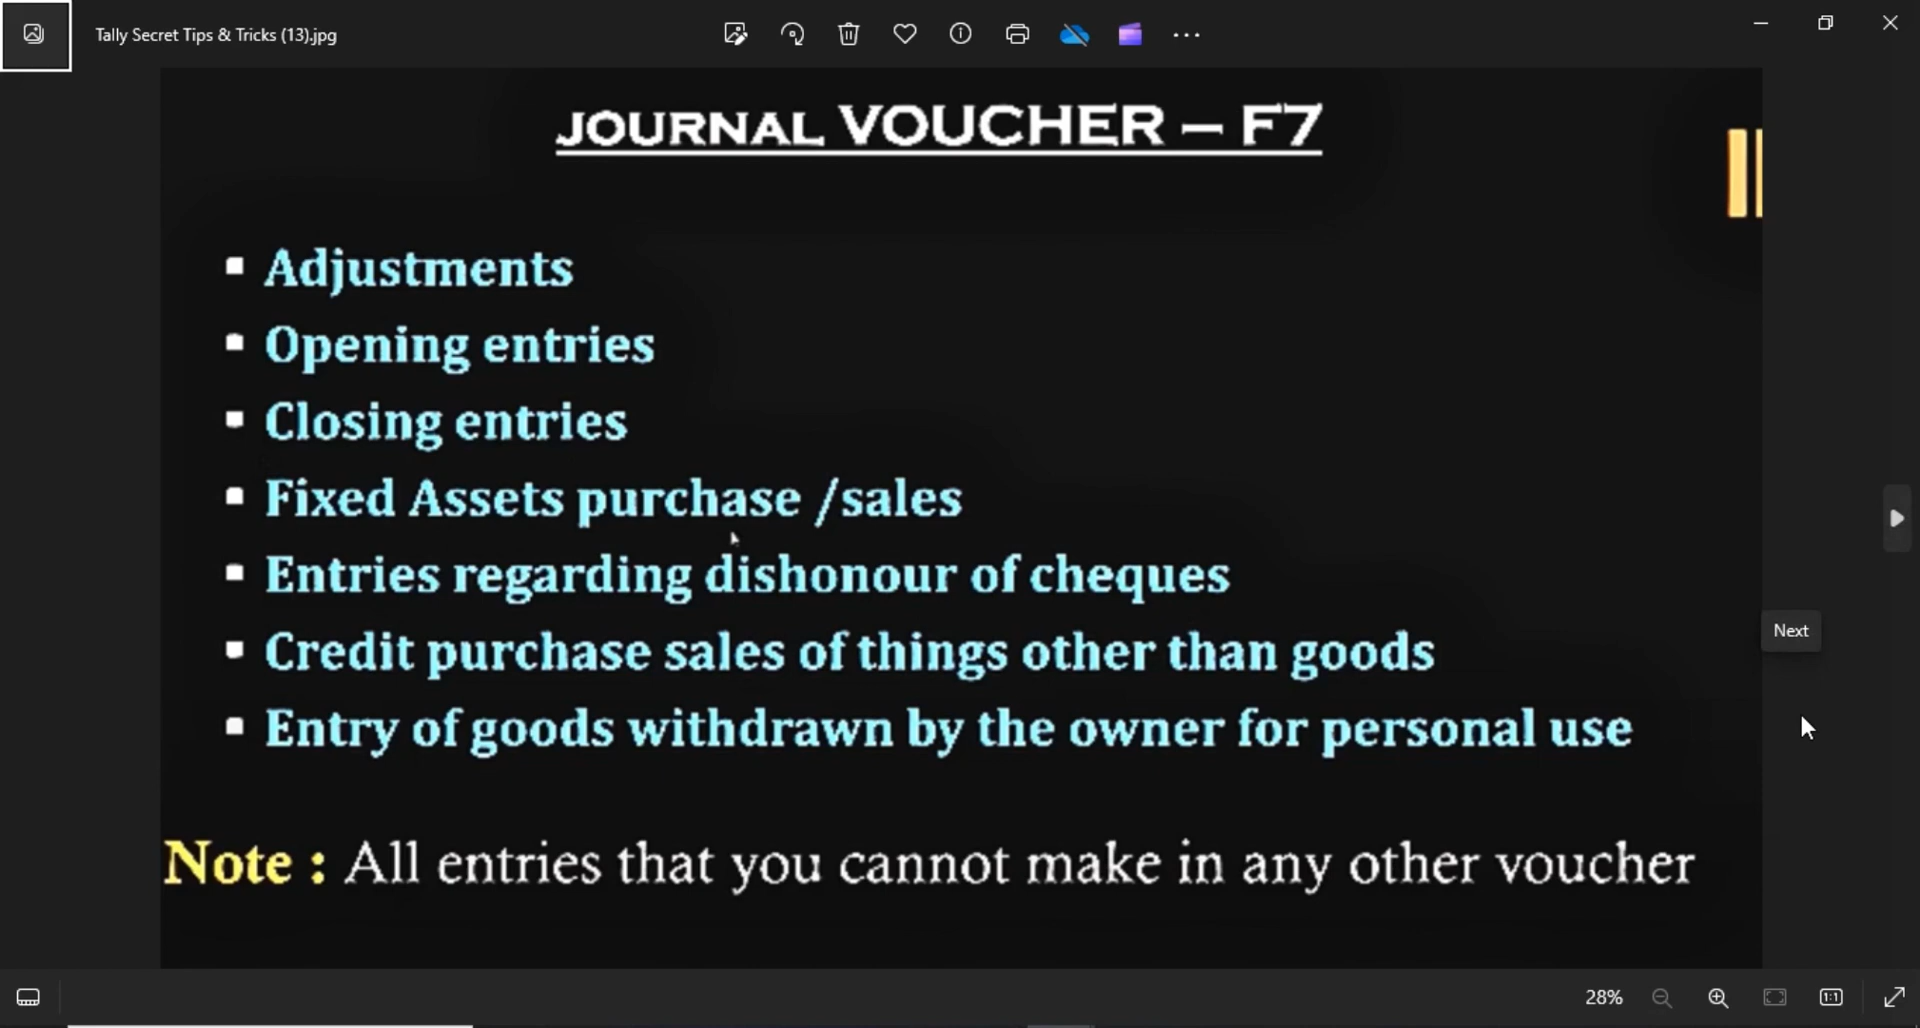 Tally Secret Tips & Tricks (13).jpg
JOURNAL VOUCHER – F7
Adjustments
Opening entries
Closing entries
Fixed Assets purchase /sales
Entries regarding dishonour of cheques
Credit purchase sales of things other than goods
Entry of goods withdrawn by the owner for personal use
Next
Note : All entries that you cannot make in any other voucher
28%
1:1